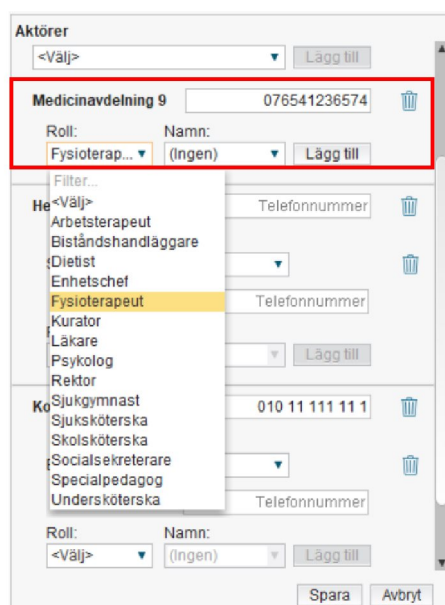 Aktörer
<Välj> Lägg till
Medicinavdelning 9 076541236574
Roll: Namn:
Fysioterap... (Ingen) Lägg till
Filter...
<Välj>
Arbetsterapeut
Biståndshandläggare
Dietist
Enhetschef
Fysioterapeut
Kurator
Läkare
Psykolog
Rektor
Sjukgymnast
Sjuksköterska
Skolsköterska
Socialsekreterare
Specialpedagog
Undersköterska
He Telefonnummer
Telefonnummer
Lägg till
Ko 010 11 111 11 1
Telefonnummer
Roll: Namn:
<Välj> (Ingen) Lägg till
Spara Avbryt